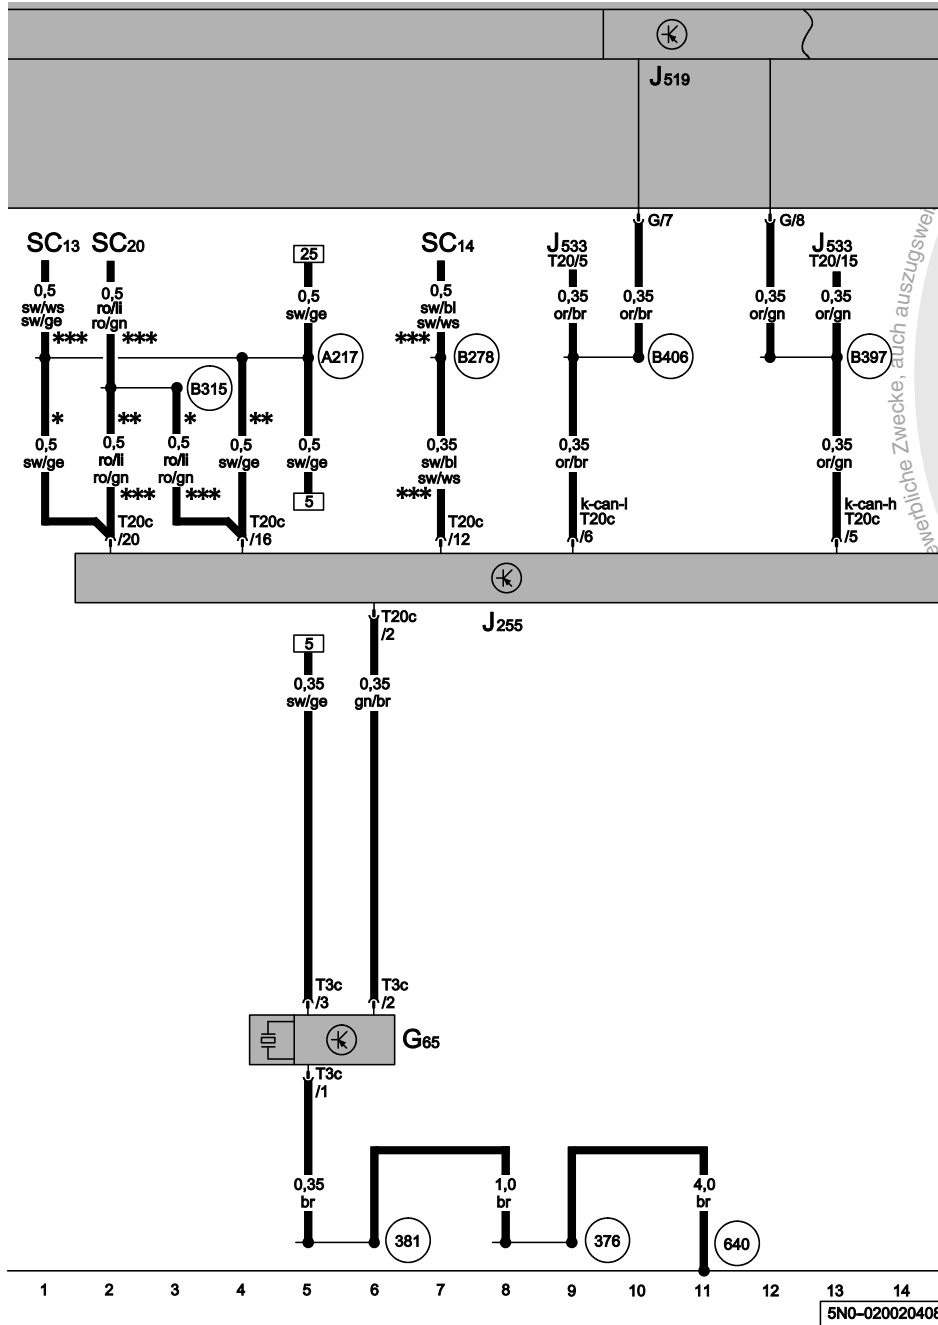 J519
G/7
G/8
SC13
SC20
25
SC14
J533
T20/5
J533
T20/15
0,5
sw/ws
sw/ge
***
0,5
ro/li
ro/gn
***
0,5
sw/ge
0,5
sw/bl
sw/ws
***
0,35
or/br
0,35
or/br
0,35
or/gn
0,35
or/gn
A217
B278
B406
B397
B315
*
**
*
**
0,5
sw/ge
0,5
ro/li
ro/gn
***
0,5
ro/li
ro/gn
***
0,5
sw/ge
0,5
sw/ge
5
0,35
sw/bl
sw/ws
***
0,35
or/br
0,35
or/gn
T20c
/20
T20c
/16
T20c
/12
k-can-l
T20c
/6
k-can-h
T20c
/5
J255
T20c
/2
5
0,35
sw/ge
0,35
gn/br
T3c
/3
T3c
/2
G65
T3c
/1
0,35
br
1,0
br
4,0
br
381
376
640
1 2 3 4 5 6 7 8 9 10 11 12 13 14
5N0-020020408
Zwecke, auch